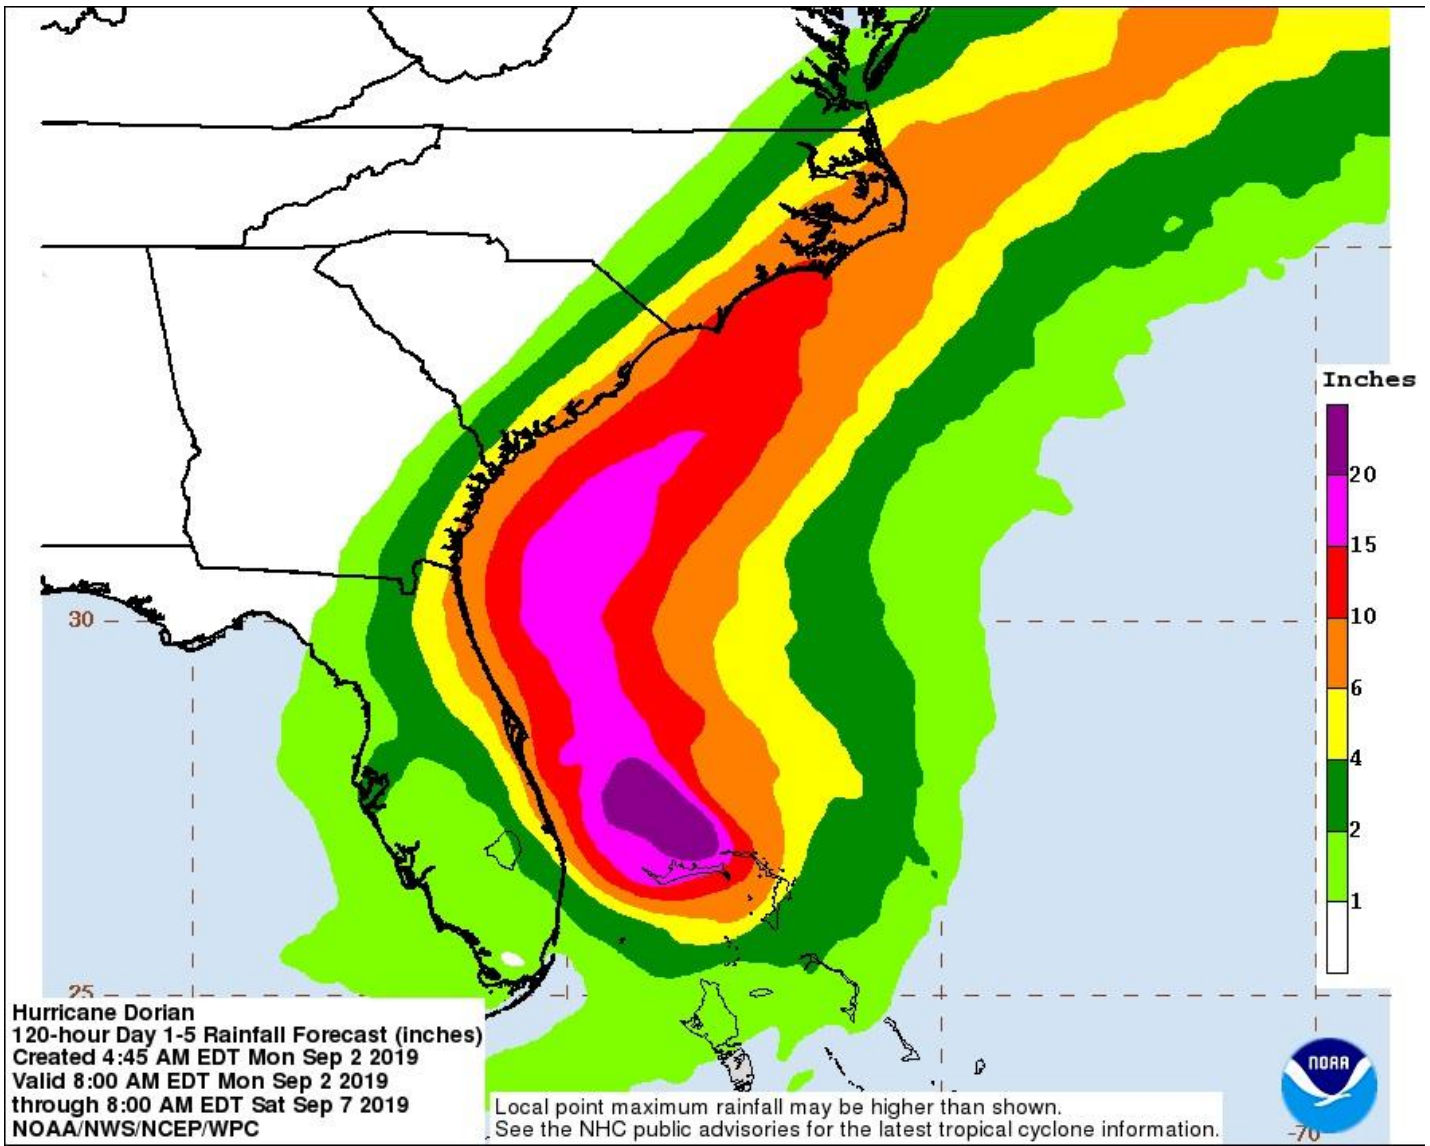 Inches
20
15
10
6
4
2
1
30
25
-70
NOAA
Hurricane Dorian
120-hour Day 1-5 Rainfall Forecast (inches)
Created 4:45 AM EDT Mon Sep 2 2019
Valid 8:00 AM EDT Mon Sep 2 2019
through 8:00 AM EDT Sat Sep 7 2019
NOAA/NWS/NCEP/WPC
Local point maximum rainfall may be higher than shown.
See the NHC public advisories for the latest tropical cyclone information.